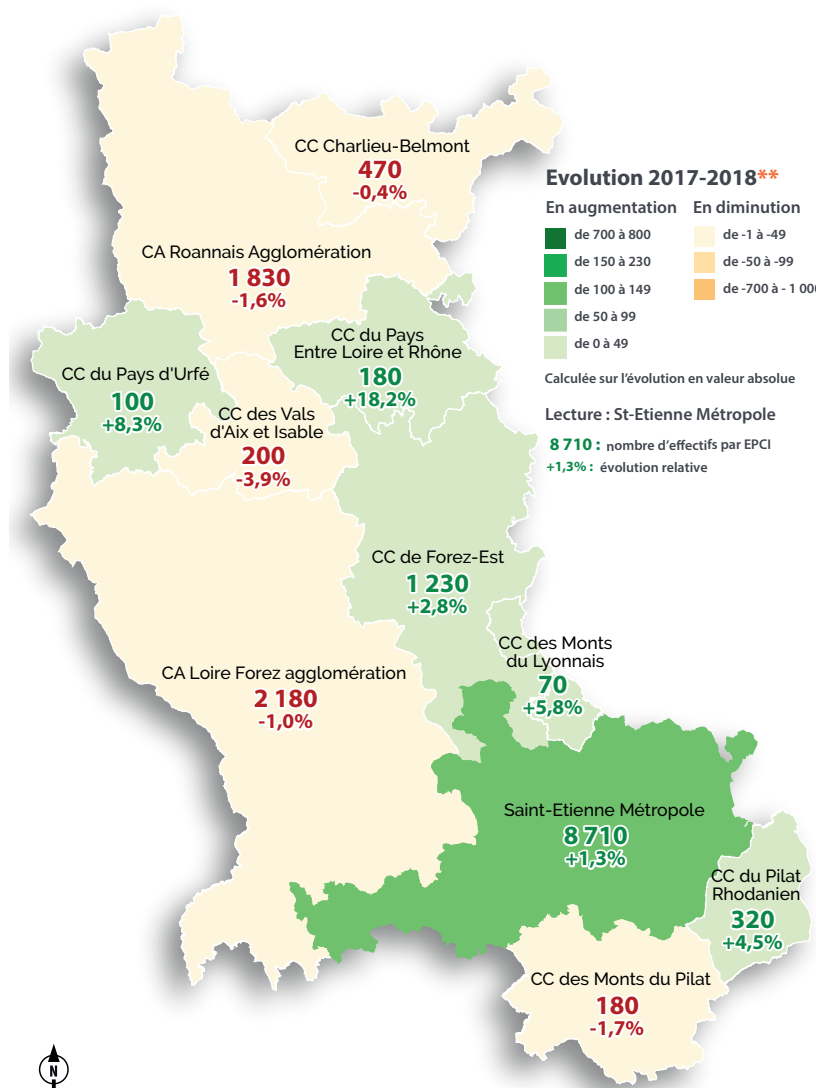 CC Charlieu-Belmont
470
-0,4%
CA Roannais Agglomération
1 830
-1,6%
Evolution 2017-2018**
En augmentation
En diminution
de 700 à 800
de -1 à -49
de 150 à 230
de -50 à -99
de 100 à 149
de -700 à - 1 000
de 50 à 99
de 0 à 49
Calculée sur l'évolution en valeur absolue
Lecture : St-Etienne Métropole
8 710 : nombre d'effectifs par EPCI
+1,3% : évolution relative
CC du Pays
Entre Loire et Rhône
180
+18,2%
CC du Pays d'Urfé
100
+8,3%
CC des Vals
d'Aix et Isable
200
-3,9%
CC de Forez-Est
1 230
+2,8%
CC des Monts
du Lyonnais
70
+5,8%
CA Loire Forez agglomération
2 180
-1,0%
Saint-Etienne Métropole
8 710
+1,3%
CC du Pilat
Rhodanien
320
+4,5%
CC des Monts du Pilat
180
-1,7%
N